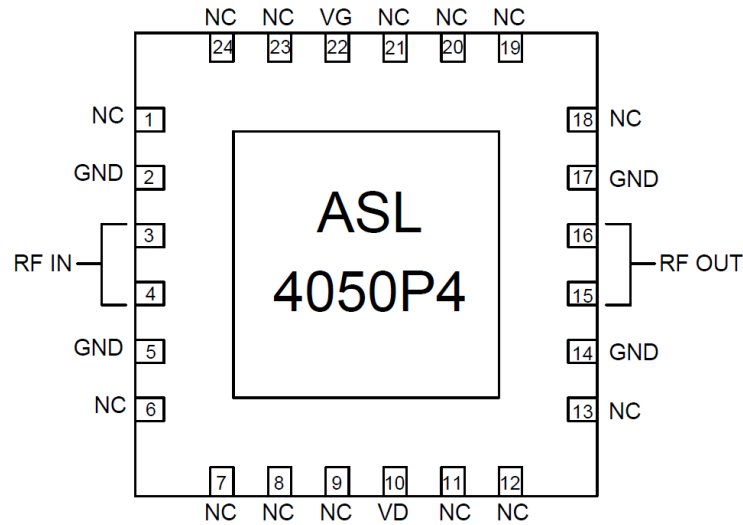 NC NC VG NC NC NC
24 23 22 21 20 19
NC 1
18 NC
GND 2
17 GND
RF IN
3
4
16
15
RF OUT
ASL
4050P4
GND 5
14 GND
NC 6
13 NC
7 8 9 10 11 12
NC NC NC VD NC NC